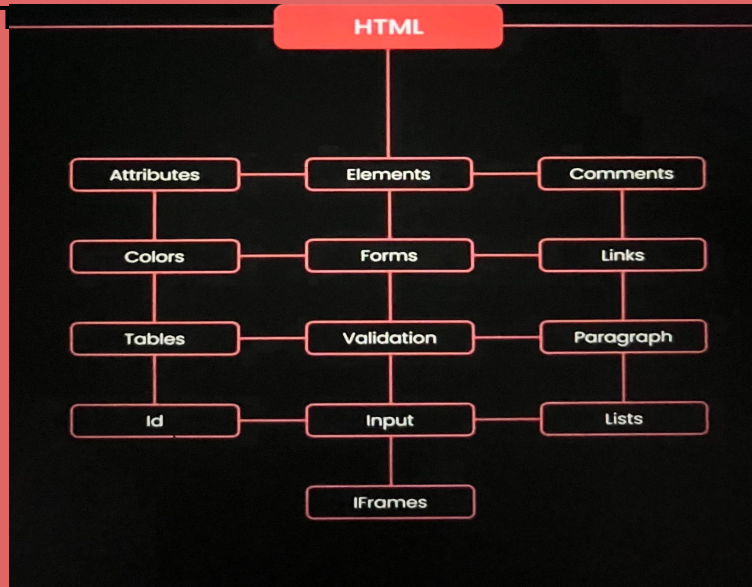 HTML
Attributes
Elements
Comments
Colors
Forms
Links
Tables
Validation
Paragraph
Id
Input
Lists
IFrames